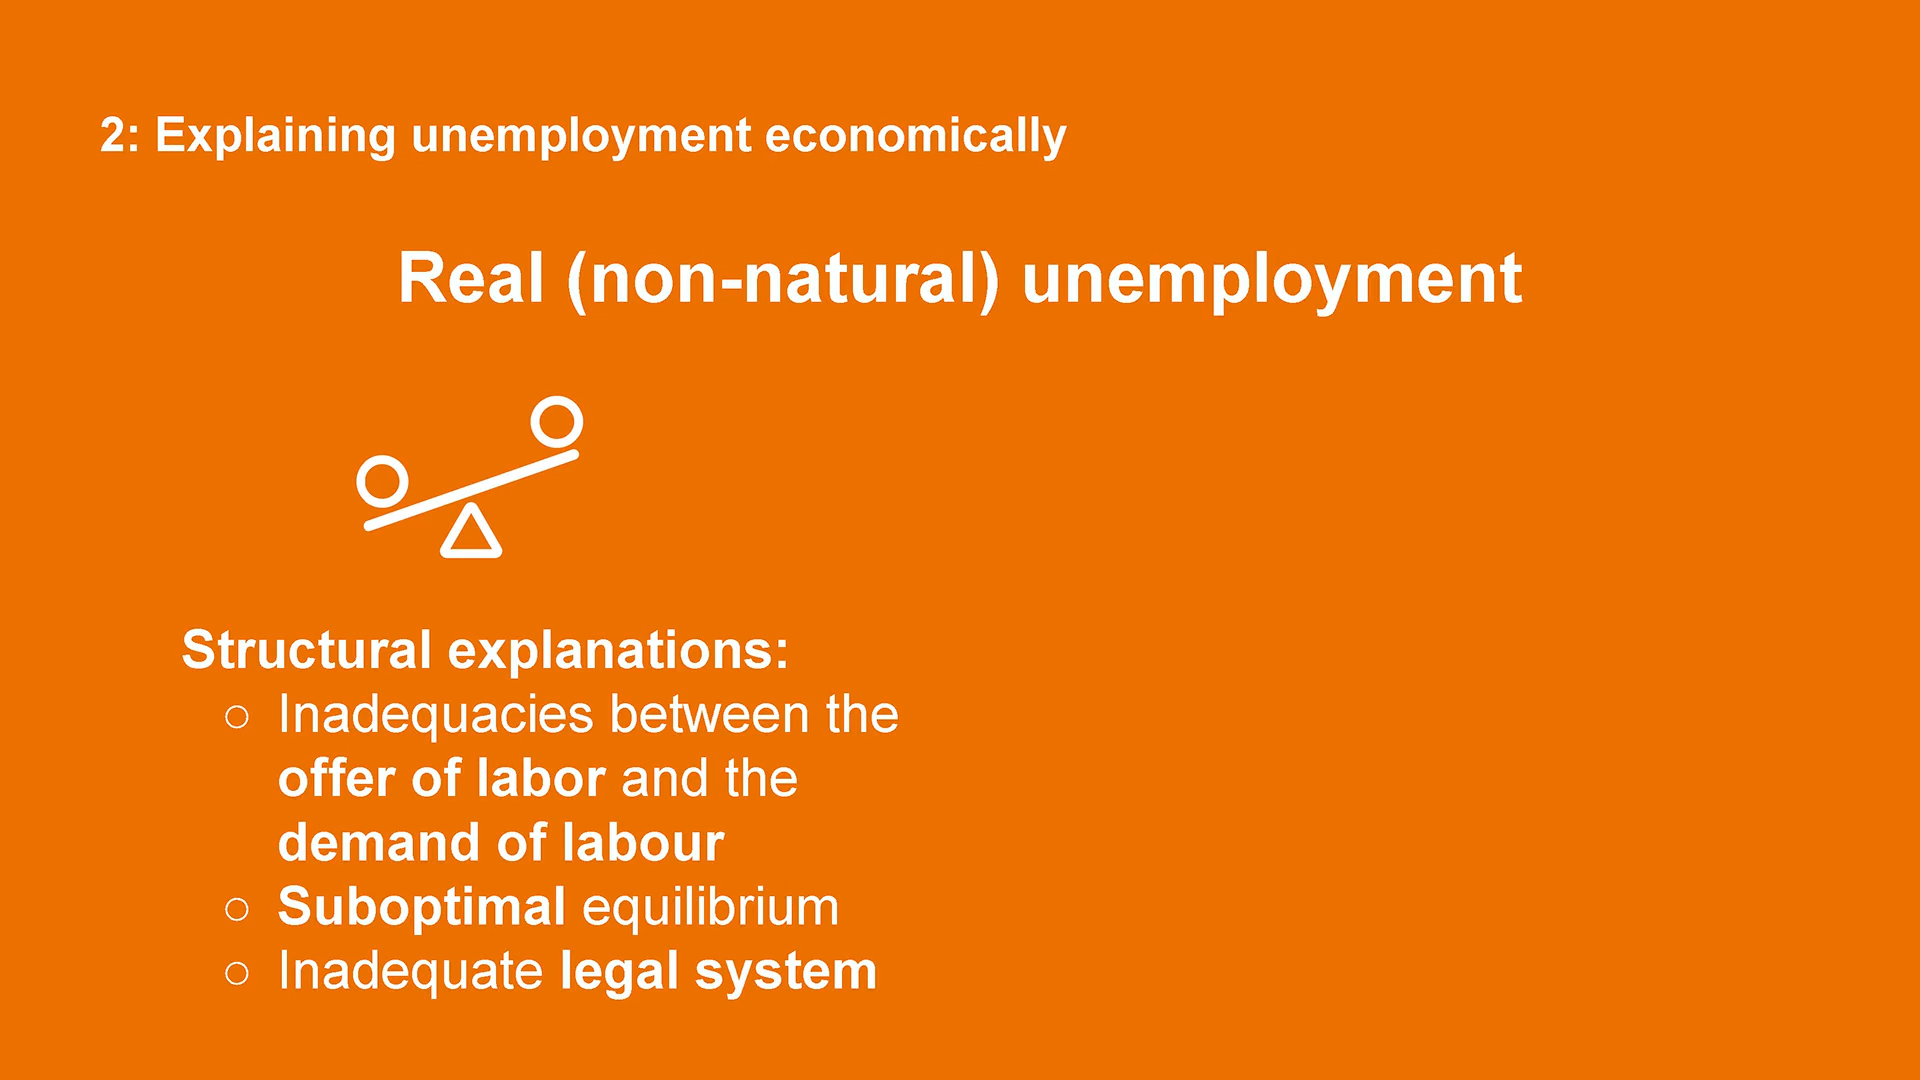 2: Explaining unemployment economically
Real (non-natural) unemployment
Structural explanations:
○ Inadequacies between the
offer of labor and the
demand of labour
○ Suboptimal equilibrium
○ Inadequate legal system